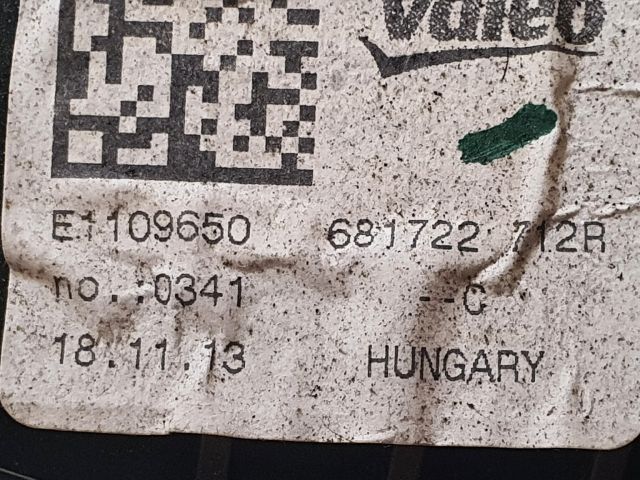 Valeo
E1109650 681722 712R
no.:0341 --C
18.11.13 HUNGARY